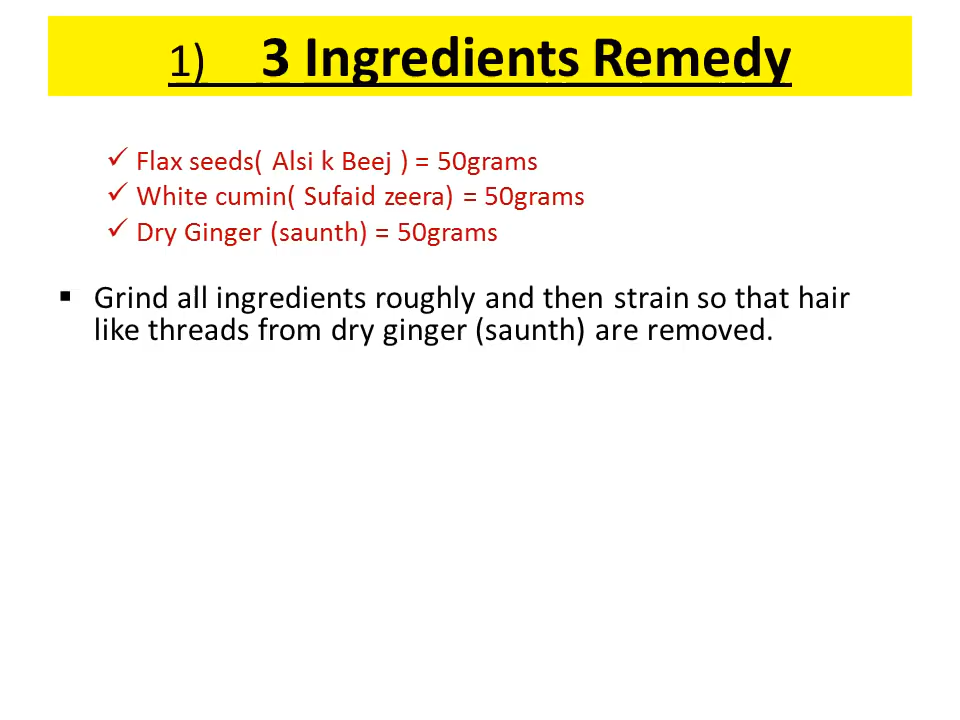 1) 3 Ingredients Remedy
✓ Flax seeds( Alsi k Beej ) = 50grams
✓ White cumin( Sufaid zeera) = 50grams
✓ Dry Ginger (saunth) = 50grams
▪ Grind all ingredients roughly and then strain so that hair
like threads from dry ginger (saunth) are removed.